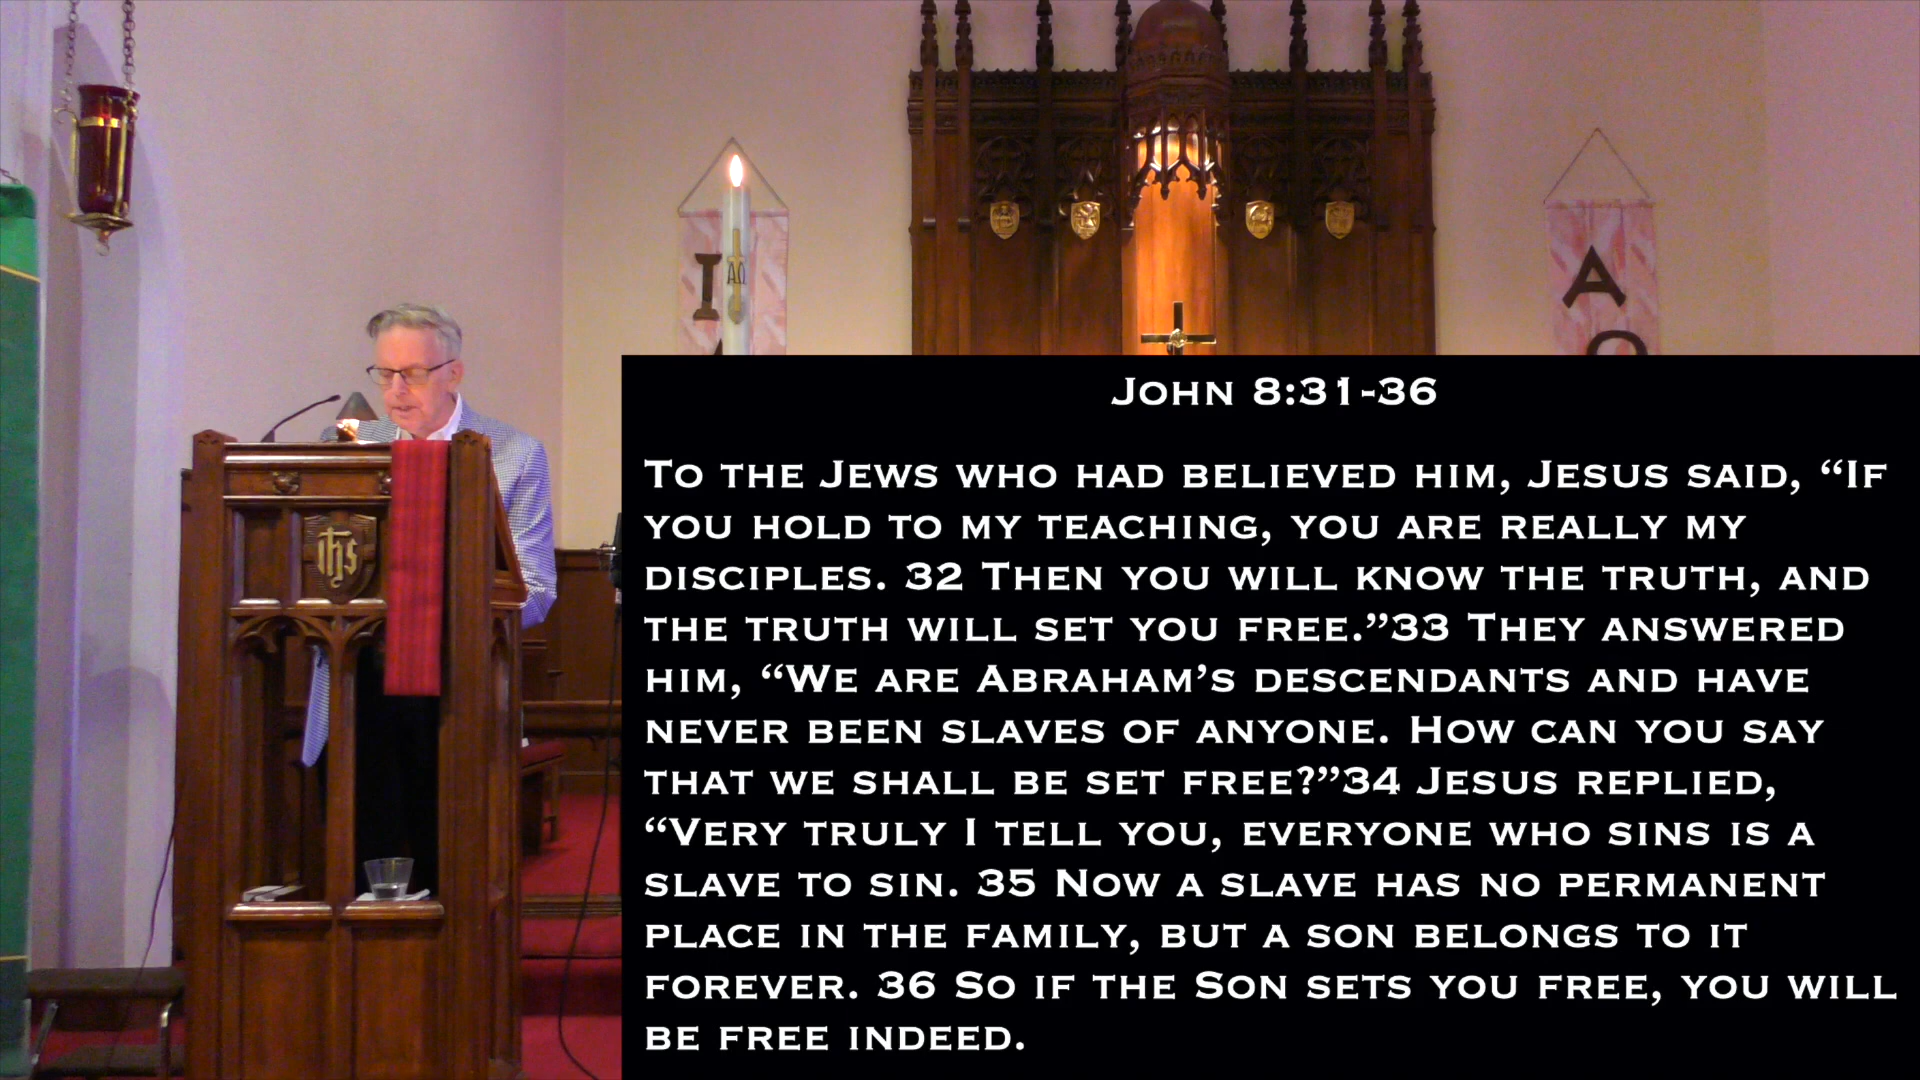 I
ΑΩ
A
ihs
John 8:31-36
To the Jews who had believed him, Jesus said, “If
you hold to my teaching, you are really my
disciples. 32 Then you will know the truth, and
the truth will set you free.”33 They answered
him, “We are Abraham’s descendants and have
never been slaves of anyone. How can you say
that we shall be set free?”34 Jesus replied,
“Very truly I tell you, everyone who sins is a
slave to sin. 35 Now a slave has no permanent
place in the family, but a son belongs to it
forever. 36 So if the Son sets you free, you will
be free indeed.